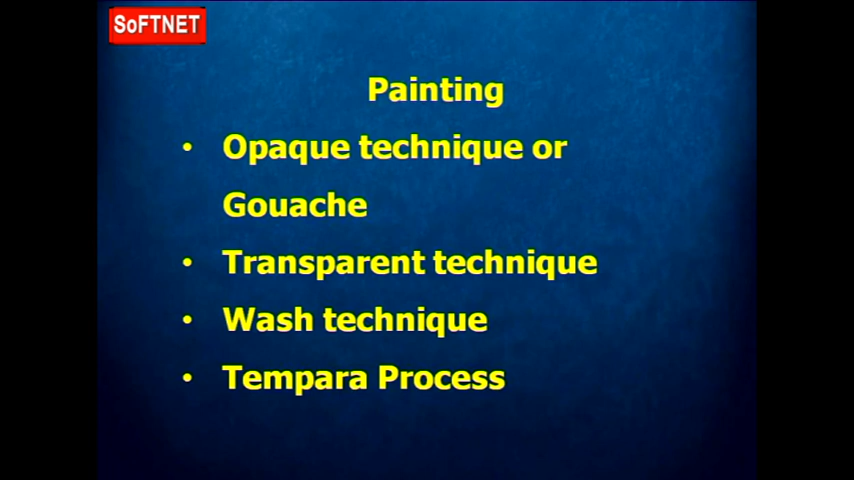 SoFTNET
Painting
• Opaque technique or
Gouache
• Transparent technique
• Wash technique
• Tempara Process